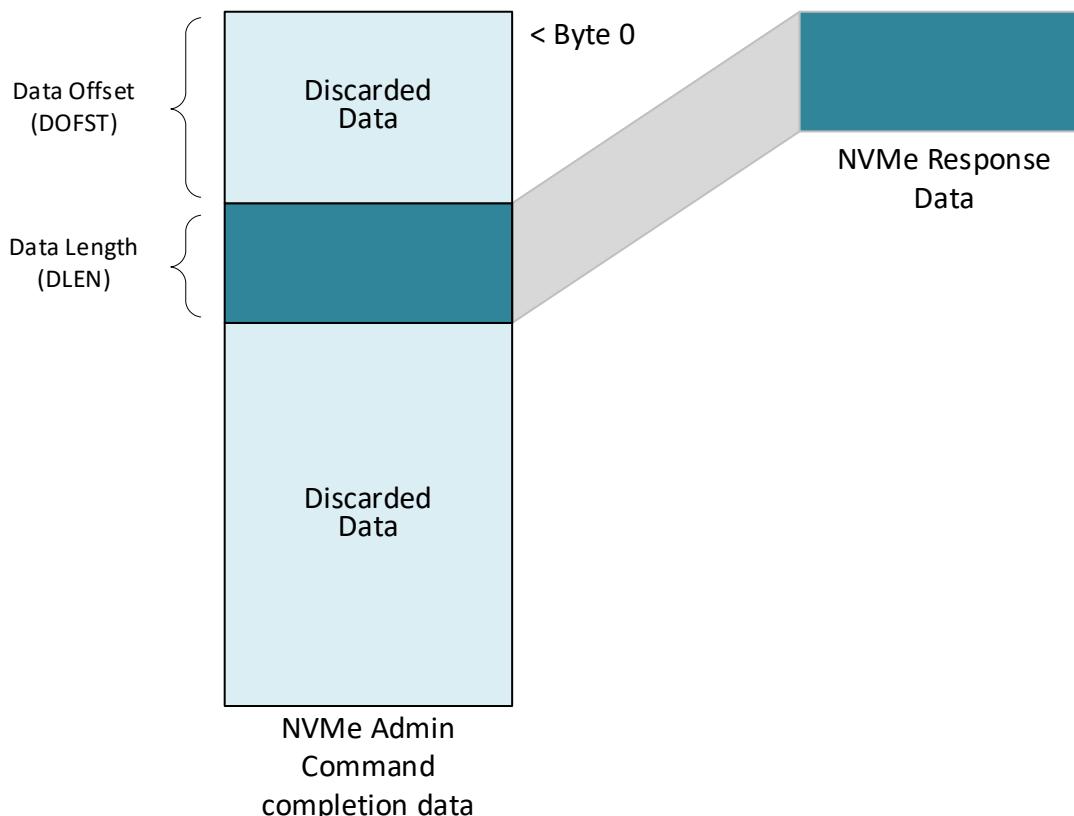 Data Offset
(DOFST)
Discarded
Data
< Byte 0
NVMe Response
Data
Data Length
(DLEN)
Discarded
Data
NVMe Admin
Command
completion data